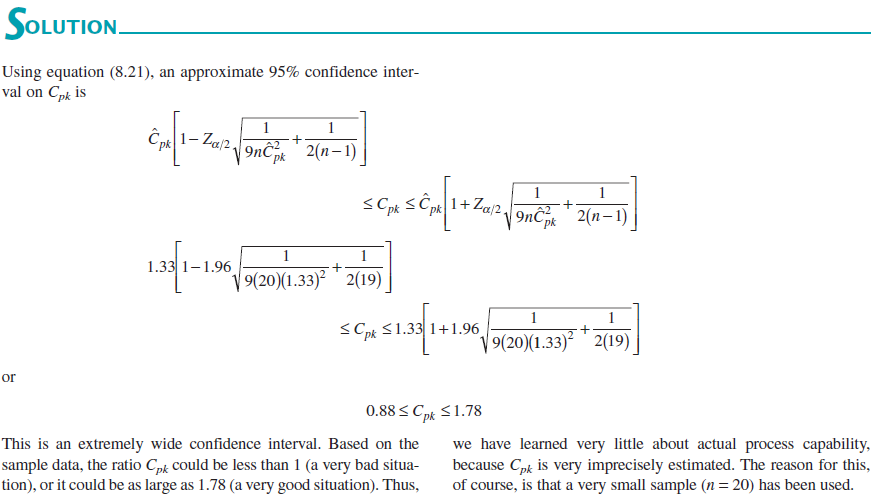 SOLUTION
Using equation (8.21), an approximate 95% confidence inter-
val on C_pk is
Ĉ_pk [1 − Z_α/2 √(1/(9nĈ²_pk) + 1/(2(n − 1)))]
≤ C_pk ≤ Ĉ_pk [1 + Z_α/2 √(1/(9nĈ²_pk) + 1/(2(n − 1)))]
1.33 [1 − 1.96 √(1/(9(20)(1.33)²) + 1/(2(19)))]
≤ C_pk ≤ 1.33 [1 + 1.96 √(1/(9(20)(1.33)²) + 1/(2(19)))]
or
0.88 ≤ C_pk ≤ 1.78
This is an extremely wide confidence interval. Based on the
sample data, the ratio C_pk could be less than 1 (a very bad situa-
tion), or it could be as large as 1.78 (a very good situation). Thus,
we have learned very little about actual process capability,
because C_pk is very imprecisely estimated. The reason for this,
of course, is that a very small sample (n = 20) has been used.